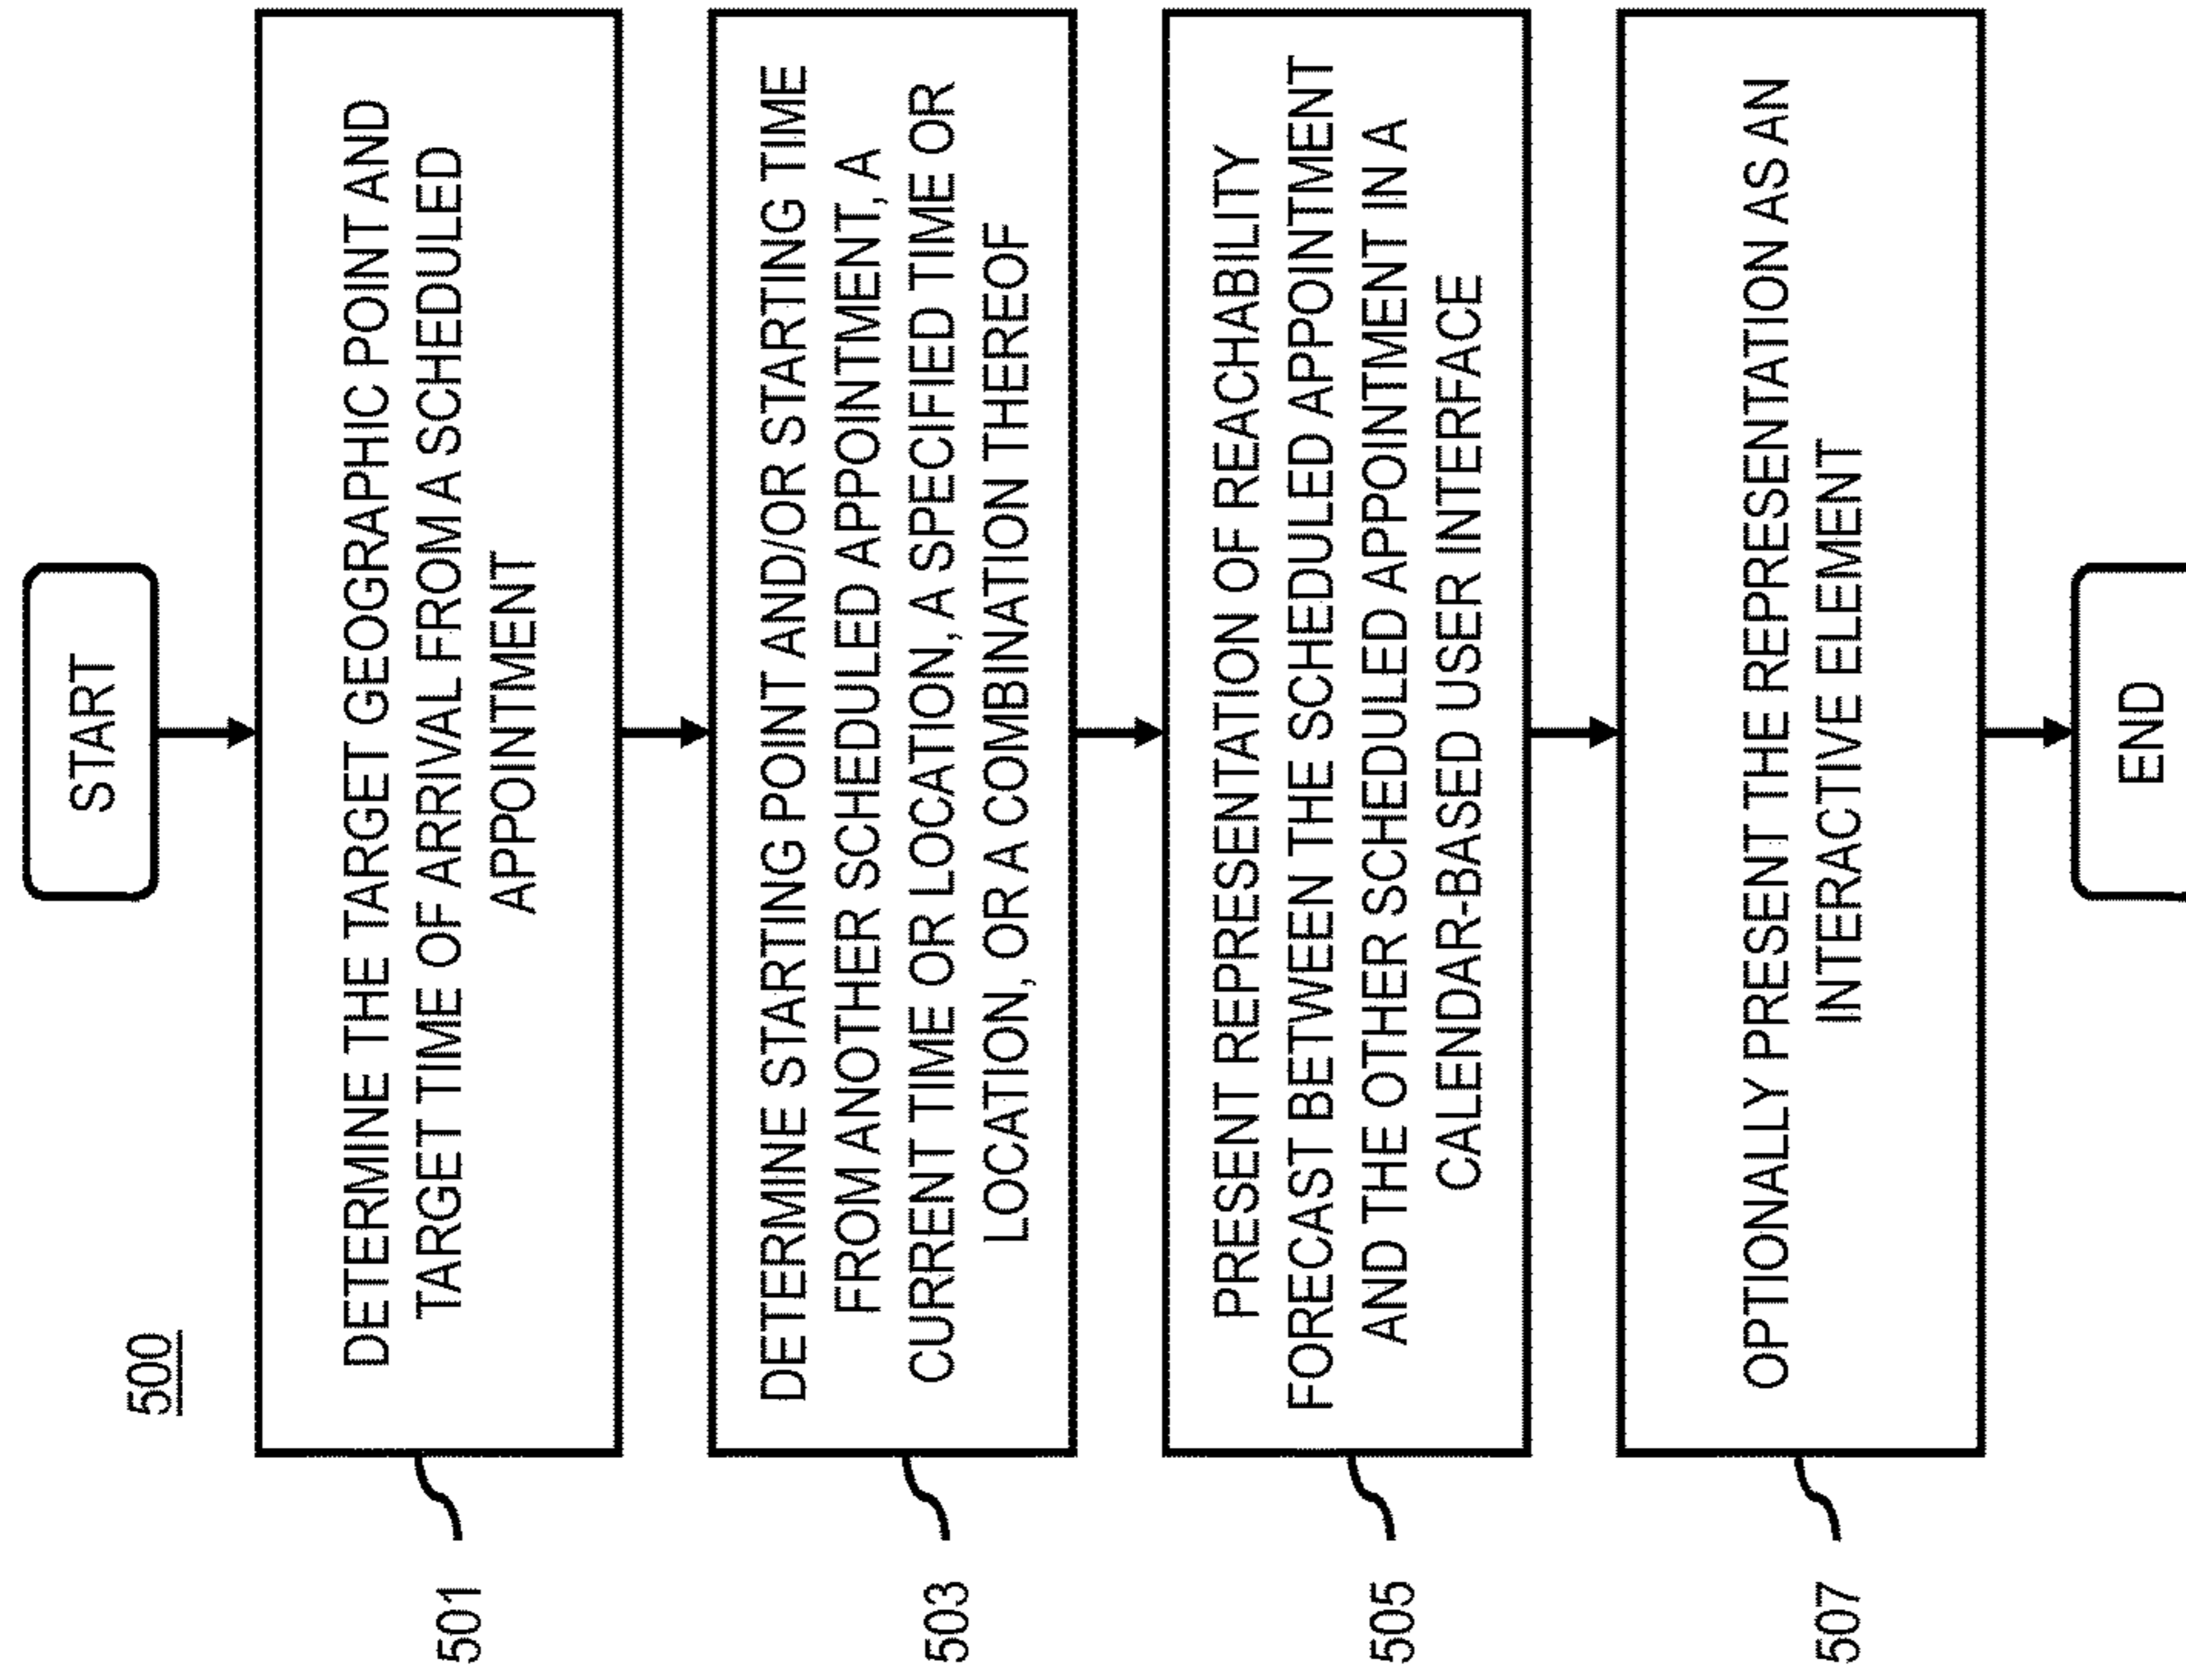 500
START
501
DETERMINE THE TARGET GEOGRAPHIC POINT AND
TARGET TIME OF ARRIVAL FROM A SCHEDULED
APPOINTMENT
503
DETERMINE STARTING POINT AND/OR STARTING TIME
FROM ANOTHER SCHEDULED APPOINTMENT, A
CURRENT TIME OR LOCATION, A SPECIFIED TIME OR
LOCATION, OR A COMBINATION THEREOF
505
PRESENT REPRESENTATION OF REACHABILITY
FORECAST BETWEEN THE SCHEDULED APPOINTMENT
AND THE OTHER SCHEDULED APPOINTMENT IN A
CALENDAR-BASED USER INTERFACE
507
OPTIONALLY PRESENT THE REPRESENTATION AS AN
INTERACTIVE ELEMENT
END